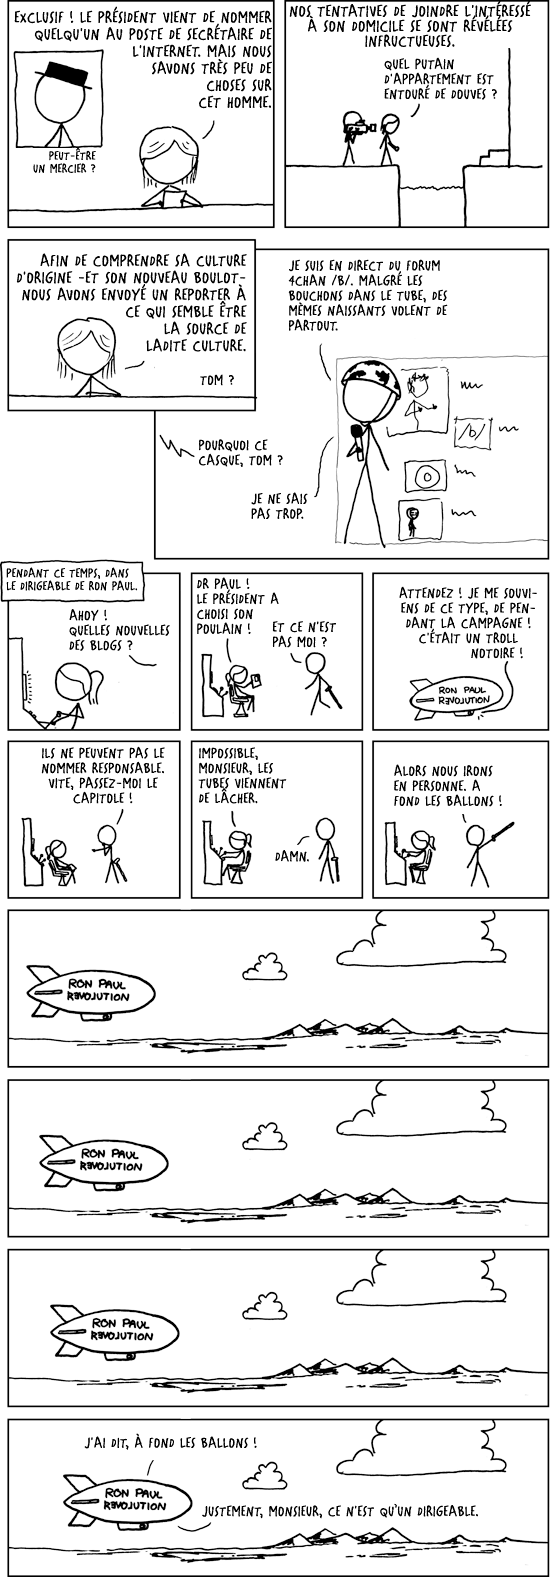 EXCLUSIF ! LE PRÉSIDENT VIENT DE NOMMER
QUELQU'UN AU POSTE DE SECRÉTAIRE DE
L'INTERNET. MAIS NOUS
SAVONS TRÈS PEU DE
CHOSES SUR
CET HOMME.
PEUT-ÊTRE
UN MERCIER ?
NOS TENTATIVES DE JOINDRE L'INTÉRESSÉ
À SON DOMICILE SE SONT RÉVÉLÉES
INFRUCTUEUSES.
QUEL PUTAIN
D'APPARTEMENT EST
ENTOURÉ DE DOUVES ?
AFIN DE COMPRENDRE SA CULTURE
D'ORIGINE -ET SON NOUVEAU BOULOT-
NOUS AVONS ENVOYÉ UN REPORTER À
CE QUI SEMBLE ÊTRE
LA SOURCE DE
LADITE CULTURE.
TOM ?
JE SUIS EN DIRECT DU FORUM
4CHAN /B/. MALGRÉ LES
BOUCHONS DANS LE TUBE, DES
MÈMES NAISSANTS VOLENT DE
PARTOUT.
/b/
POURQUOI CE
CASQUE, TOM ?
JE NE SAIS
PAS TROP.
PENDANT CE TEMPS, DANS
LE DIRIGEABLE DE RON PAUL.
AHOY !
QUELLES NOUVELLES
DES BLOGS ?
DR PAUL !
LE PRÉSIDENT A
CHOISI SON
POULAIN !
ET CE N'EST
PAS MOI ?
ATTENDEZ ! JE ME SOUVI-
ENS DE CE TYPE, DE PEN-
DANT LA CAMPAGNE !
C'ÉTAIT UN TROLL
NOTOIRE !
RON PAUL
REVOLUTION
ILS NE PEUVENT PAS LE
NOMMER RESPONSABLE.
VITE, PASSEZ-MOI LE
CAPITOLE !
IMPOSSIBLE,
MONSIEUR, LES
TUBES VIENNENT
DE LÂCHER.
DAMN.
ALORS NOUS IRONS
EN PERSONNE. A
FOND LES BALLONS !
RON PAUL
REVOLUTION
RON PAUL
REVOLUTION
RON PAUL
REVOLUTION
J'AI DIT, À FOND LES BALLONS !
RON PAUL
REVOLUTION
JUSTEMENT, MONSIEUR, CE N'EST QU'UN DIRIGEABLE.